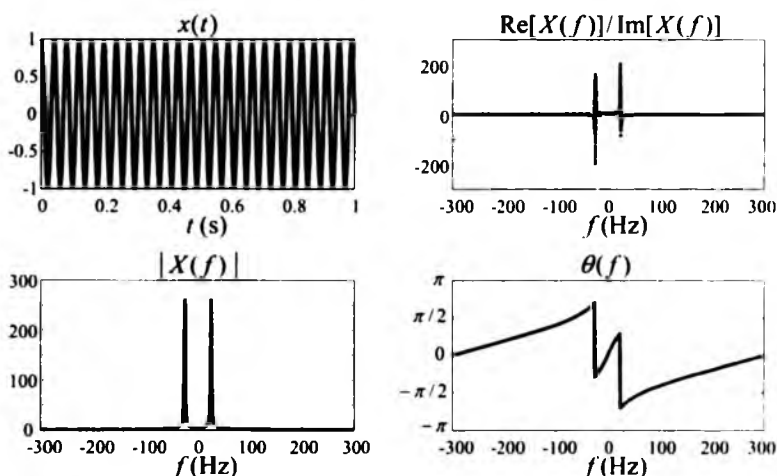 x(t)
1
0.5
0
-0.5
-1
0 0.2 0.4 0.6 0.8 1
t(s)
Re[X(f)]/Im[X(f)]
200
0
-200
-300 -200 -100 0 100 200 300
f(Hz)
|X(f)|
300
200
100
0
-300 -200 -100 0 100 200 300
f(Hz)
θ(f)
π
π/2
0
-π/2
-π
-300 -200 -100 0 100 200 300
f(Hz)